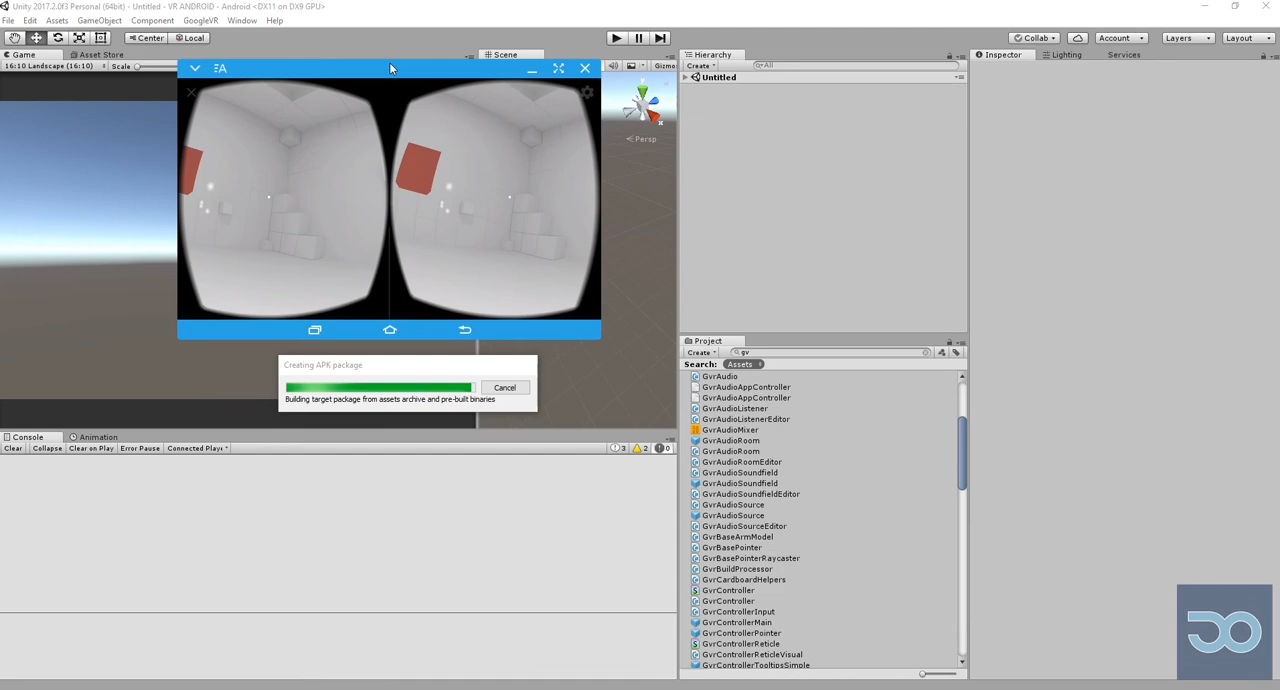 Unity 2017.2.0f3 Personal (64bit) - Untitled - VR ANDROID - Android <DX11 on DX9 GPU>
File Edit Assets GameObject Component GoogleVR Window Help
Center Local Collab Account Layers Layout
Game Asset Store Scene Hierarchy Inspector Lighting Services
16:10 Landscape (16:10) Scale Gizmo Create All
Untitled
Persp
Creating APK package
Cancel
Building target package from assets archive and pre-built binaries
Console Animation
Clear Collapse Clear on Play Error Pause Connected Playe 3 2 0
Project
Create gv
Search: Assets
GvrAudio
GvrAudioAppController
GvrAudioAppController
GvrAudioListener
GvrAudioListenerEditor
GvrAudioMixer
GvrAudioRoom
GvrAudioRoom
GvrAudioRoomEditor
GvrAudioSoundfield
GvrAudioSoundfield
GvrAudioSoundfieldEditor
GvrAudioSource
GvrAudioSource
GvrAudioSourceEditor
GvrBaseArmModel
GvrBasePointer
GvrBasePointerRaycaster
GvrBuildProcessor
GvrCardboardHelpers
GvrController
GvrController
GvrControllerInput
GvrControllerMain
GvrControllerPointer
GvrControllerReticle
GvrControllerReticleVisual
GvrControllerTooltipsSimple